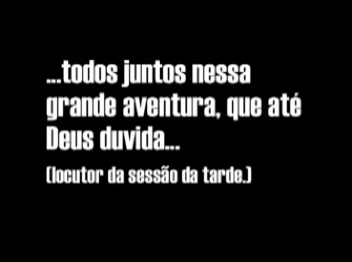 ...todos juntos nessa
grande aventura, que até
Deus duvida...
(locutor da sessão da tarde.)